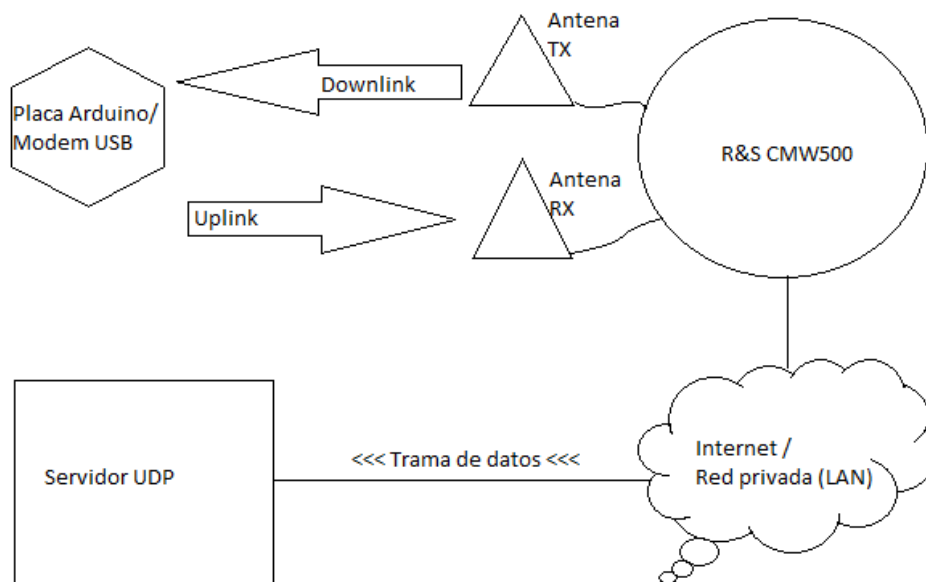 Antena
TX
Downlink
Placa Arduino/
Modem USB
R&S CMW500
Antena
RX
Uplink
Internet /
Red privada (LAN)
<<< Trama de datos <<<
Servidor UDP